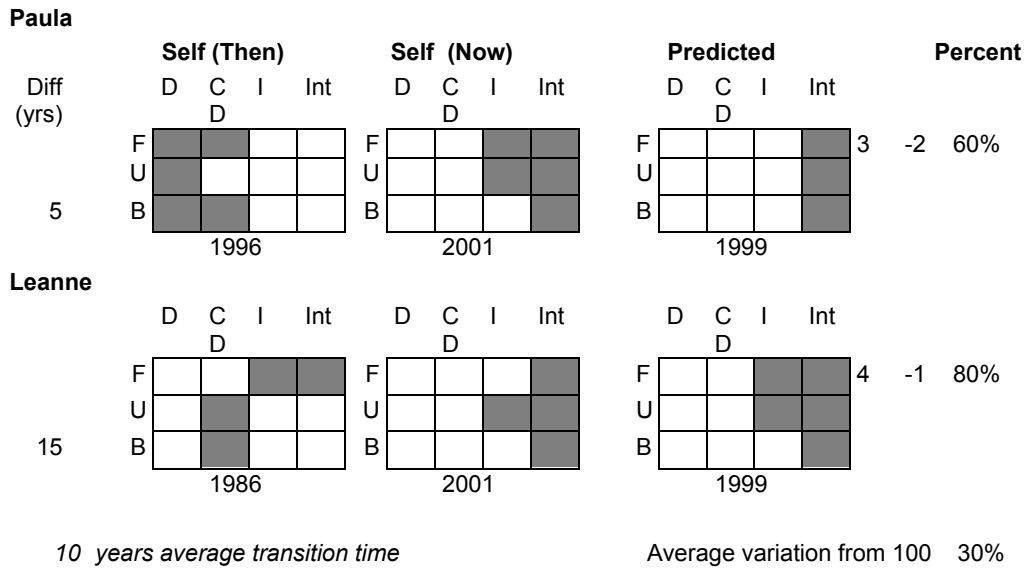 Paula
Self (Then) Self (Now) Predicted Percent
Diff D C I Int D C I Int D C I Int
(yrs) D D D
F F F 3 -2 60%
U U U
5 B B B
1996 2001 1999
Leanne
D C I Int D C I Int D C I Int
D D D
F F F 4 -1 80%
U U U
15 B B B
1986 2001 1999
10 years average transition time Average variation from 100 30%